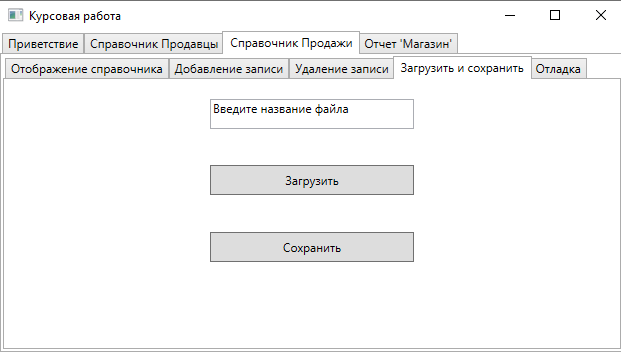 Курсовая работа
Приветствие Справочник Продавцы Справочник Продажи Отчет 'Магазин'
Отображение справочника Добавление записи Удаление записи Загрузить и сохранить Отладка
Введите название файла
Загрузить
Сохранить